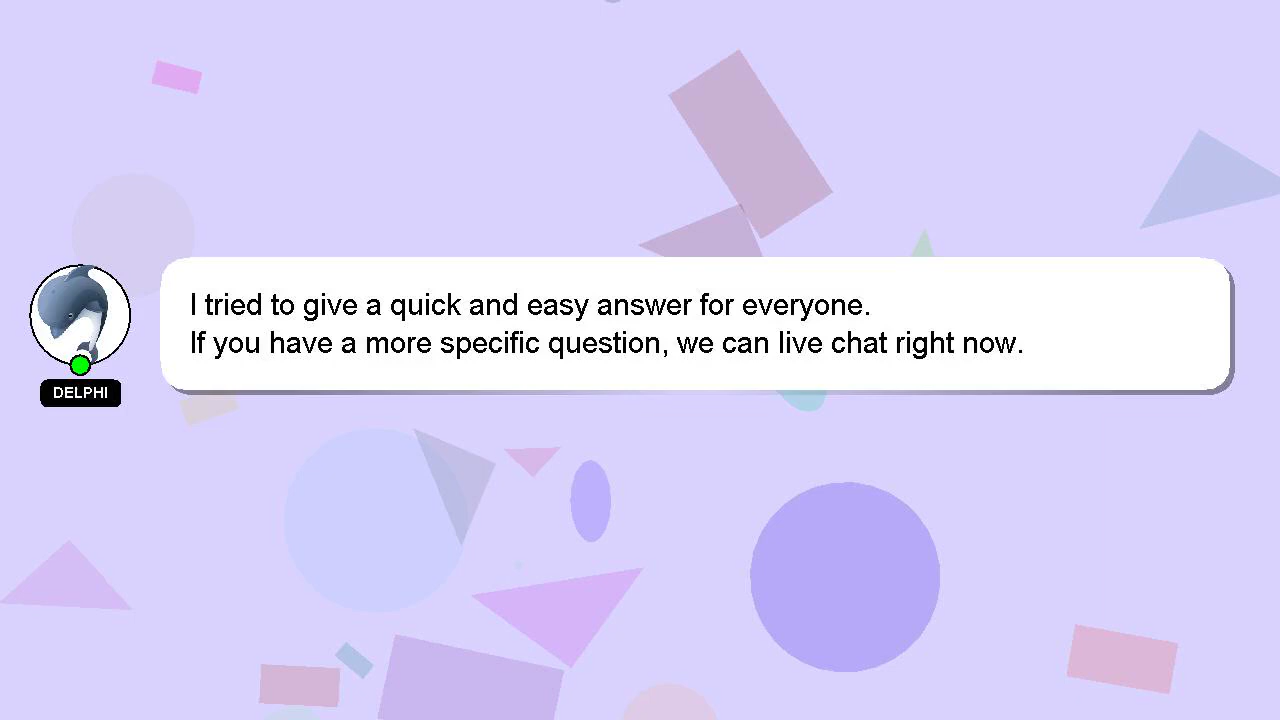 I tried to give a quick and easy answer for everyone.
If you have a more specific question, we can live chat right now.
DELPHI